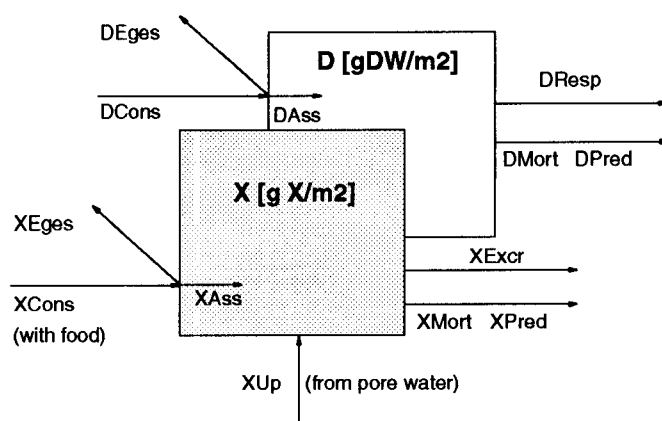 DEges
D [gDW/m2]
DResp
DCons
DAss
DMort DPred
X [g X/m2]
XEges
XExcr
XAss
XCons
(with food)
XMort XPred
XUp (from pore water)